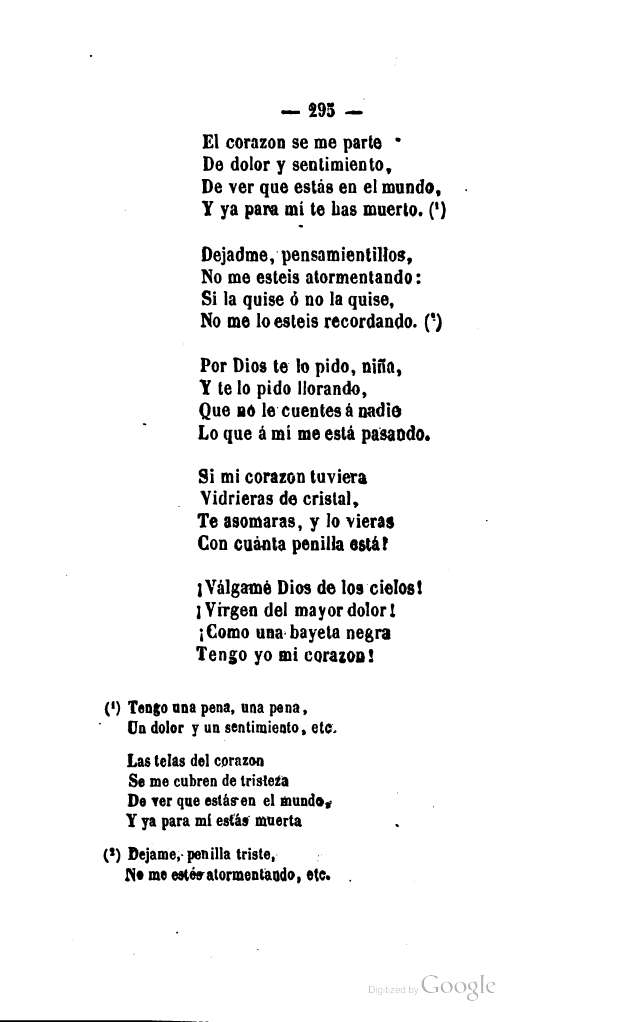 — 295 —
El corazon se me parte
De dolor y sentimiento,
De ver que estás en el mundo,
Y ya para mí te has muerto. (¹)
Dejadme, pensamientillos,
No me esteis atormentando:
Si la quise ó no la quise,
No me lo esteis recordando. (²)
Por Dios te lo pido, niña,
Y te lo pido llorando,
Que no le cuentes á nadie
Lo que á mí me está pasando.
Si mi corazon tuviera
Vidrieras de cristal,
Te asomaras, y lo vieras
Con cuánta penilla está!
¡Válgamé Dios de los cielos!
¡Vírgen del mayor dolor!
¡Como una bayeta negra
Tengo yo mi corazon!
(¹) Tengo una pena, una pena,
Un dolor y un sentimiento, etc.
Las telas del corazon
Se me cubren de tristeza
De ver que estás en el mundo,
Y ya para mí estás muerta
(²) Dejame, penilla triste,
No me estés atormentando, etc.
Digitized by Google